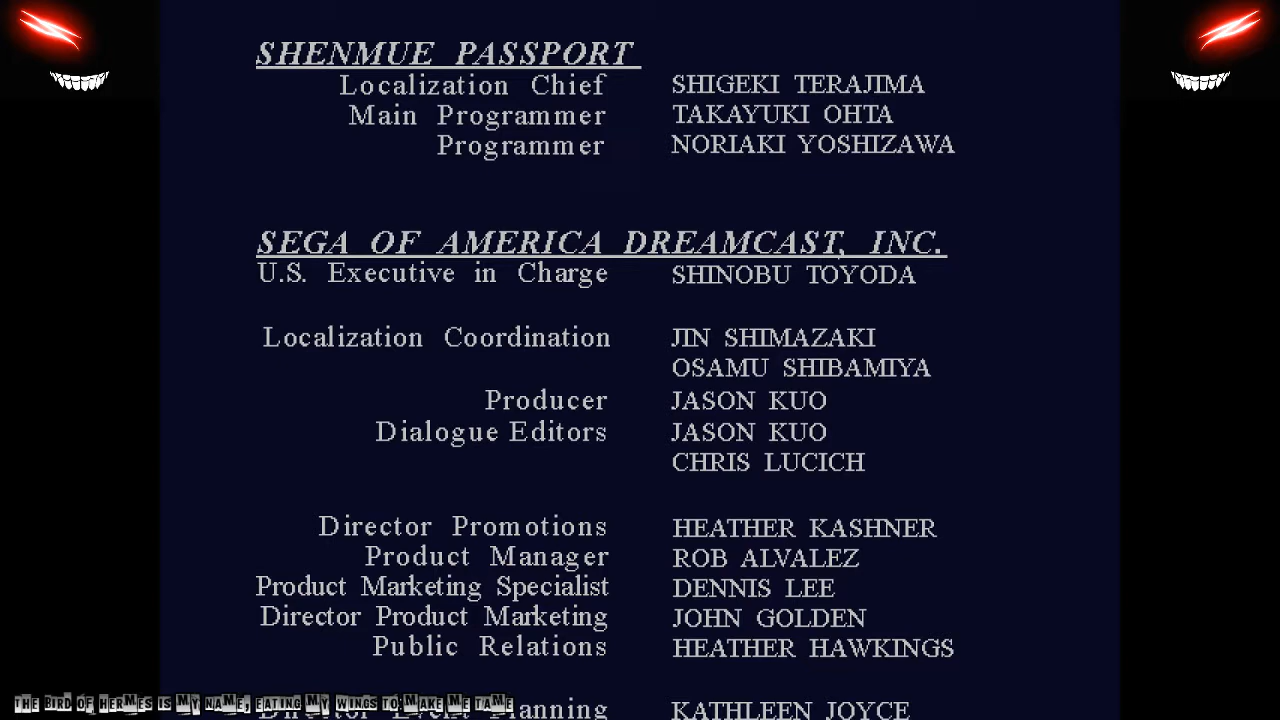 SHENMUE PASSPORT
Localization Chief SHIGEKI TERAJIMA
Main Programmer TAKAYUKI OHTA
Programmer NORIAKI YOSHIZAWA
SEGA OF AMERICA DREAMCAST, INC.
U.S. Executive in Charge SHINOBU TOYODA
Localization Coordination JIN SHIMAZAKI
OSAMU SHIBAMIYA
Producer JASON KUO
Dialogue Editors JASON KUO
CHRIS LUCICH
Director Promotions HEATHER KASHNER
Product Manager ROB ALVALEZ
Product Marketing Specialist DENNIS LEE
Director Product Marketing JOHN GOLDEN
Public Relations HEATHER HAWKINGS
Director Event Planning KATHLEEN JOYCE
THE BIRD OF HERMES IS MY NAME, EATING MY WINGS TO MAKE ME TAME